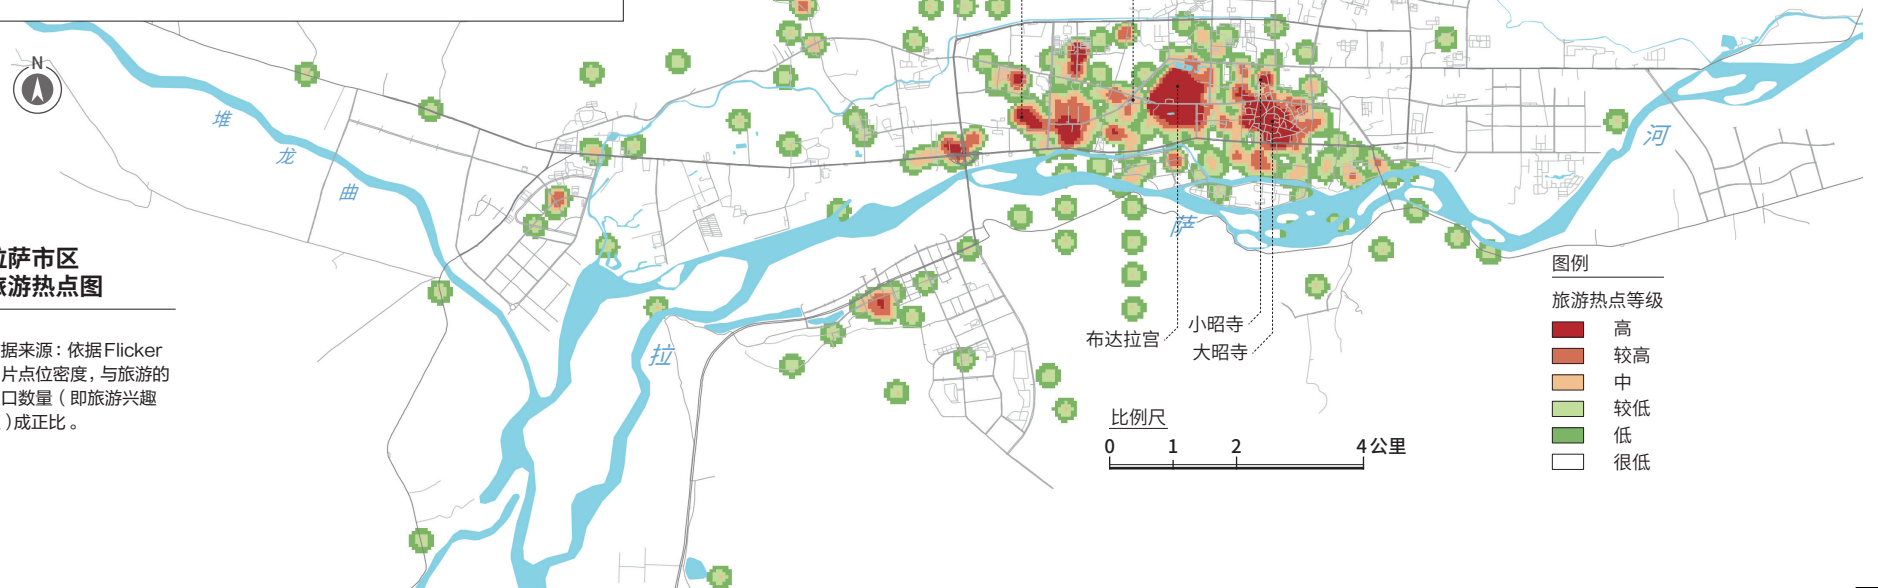 N
堆
龙
曲
萨市区
游热点图
据来源：依据Flicker
片点位密度，与旅游的
口数量（即旅游兴趣
）成正比。
拉
萨
河
布达拉宫
小昭寺
大昭寺
比例尺
0 1 2 4公里
图例
旅游热点等级
高
较高
中
较低
低
很低